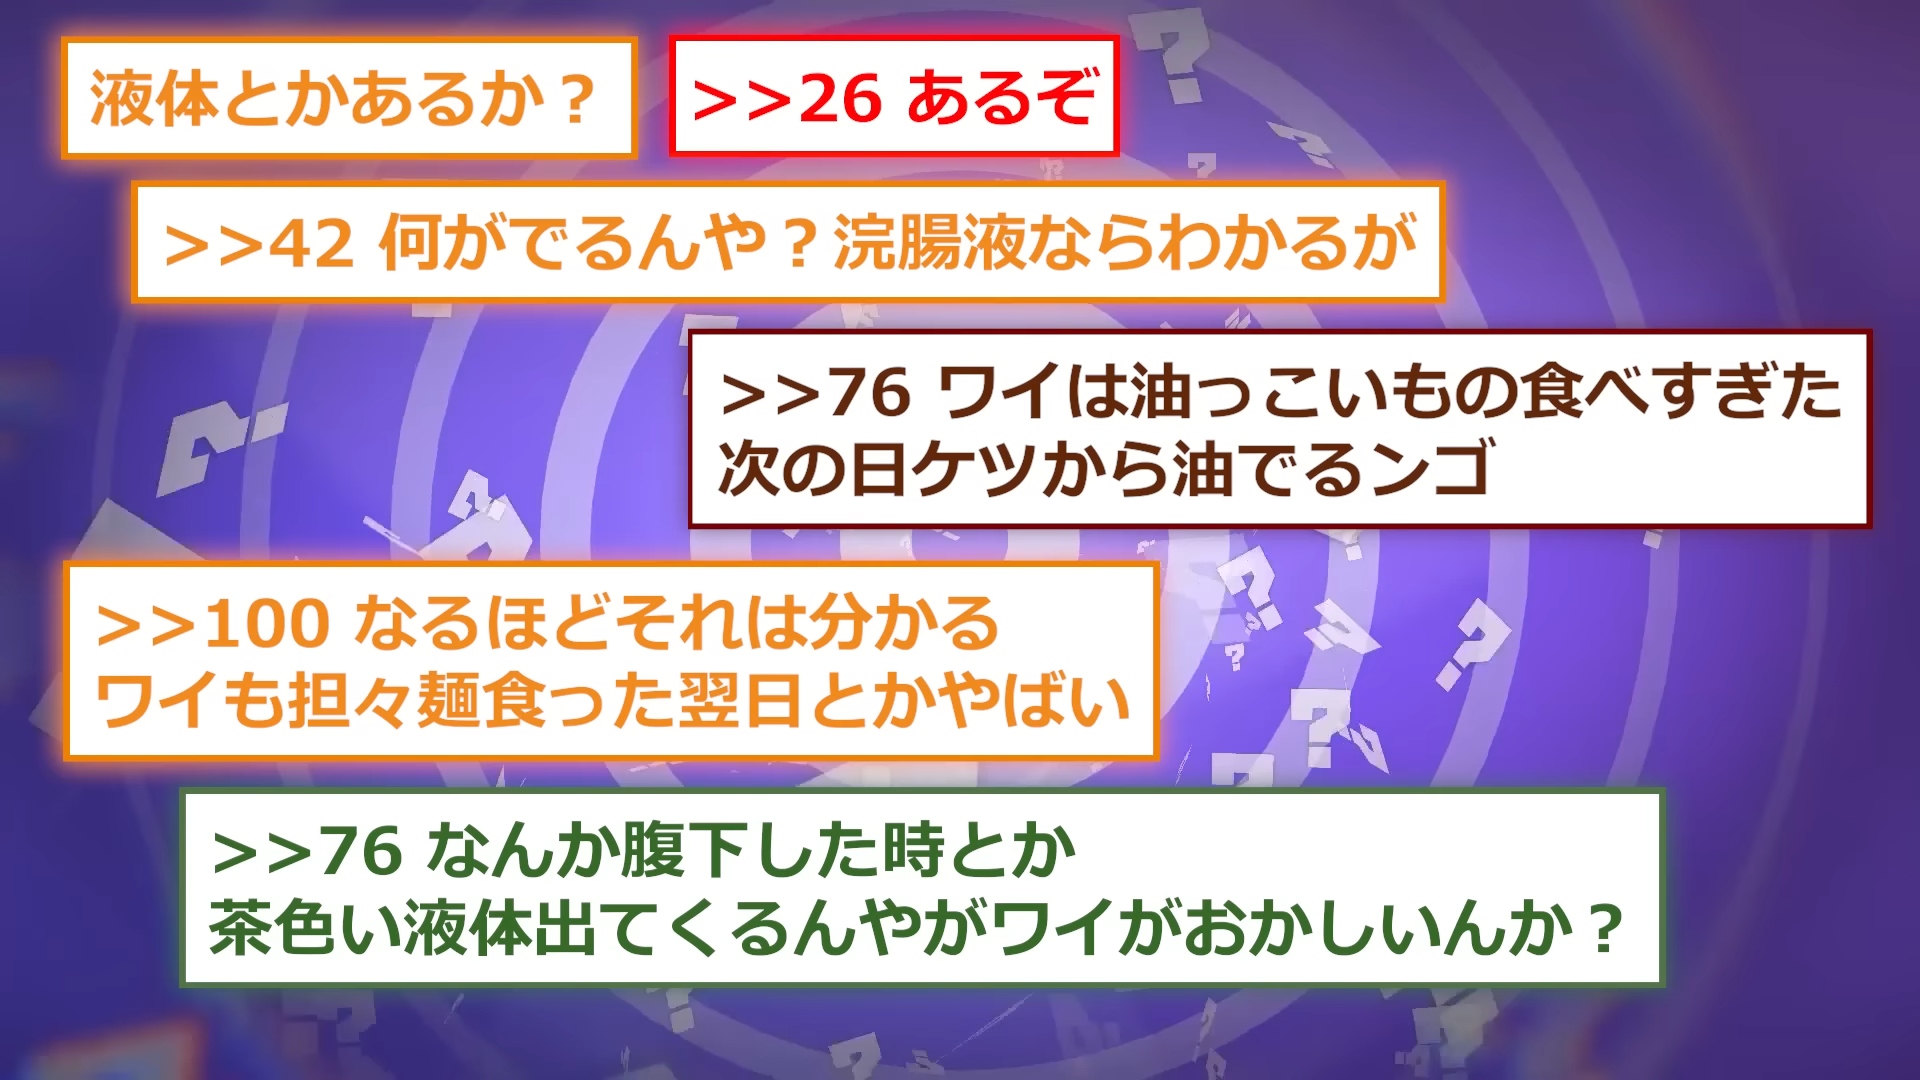 液体とかあるか？
>>26 あるぞ
>>42 何がでるんや？浣腸液ならわかるが
>>76 ワイは油っこいもの食べすぎた
次の日ケツから油でるンゴ
>>100 なるほどそれは分かる
ワイも担々麺食った翌日とかやばい
>>76 なんか腹下した時とか
茶色い液体出てくるんやがワイがおかしいんか？